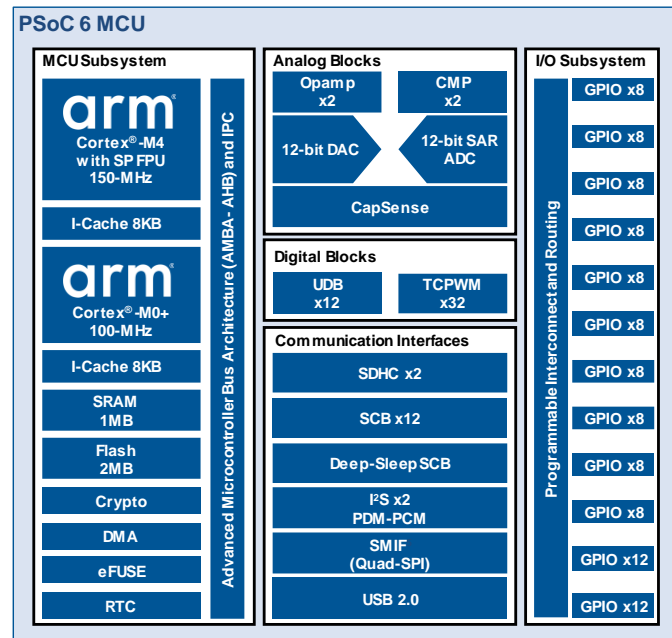 PSoC 6 MCU
MCU Subsystem
arm®
Cortex®-M4
with SP FPU
150-MHz
I-Cache 8KB
arm®
Cortex®-M0+
100-MHz
I-Cache 8KB
SRAM
1MB
Flash
2MB
Crypto
DMA
eFUSE
RTC
Advanced Microcontroller Bus Architecture (AMBA- AHB) and IPC
Analog Blocks
Opamp
x2
CMP
x2
12-bit DAC
12-bit SAR
ADC
CapSense
Digital Blocks
UDB
x12
TCPWM
x32
Communication Interfaces
SDHC x2
SCB x12
Deep-Sleep SCB
I²S x2
PDM-PCM
SMIF
(Quad-SPI)
USB 2.0
I/O Subsystem
Programmable Interconnect and Routing
GPIO x8
GPIO x8
GPIO x8
GPIO x8
GPIO x8
GPIO x8
GPIO x8
GPIO x8
GPIO x8
GPIO x8
GPIO x12
GPIO x12